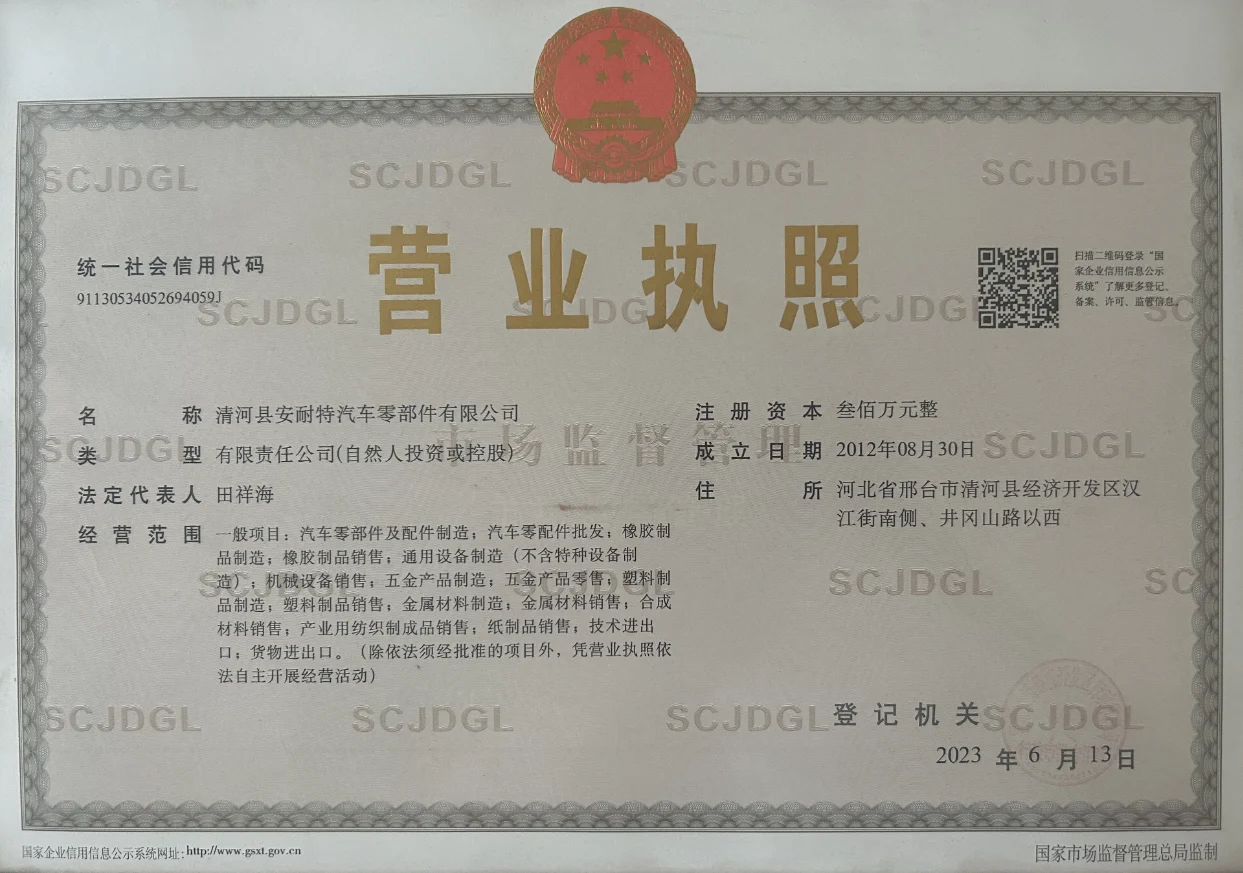 营业执照
统一社会信用代码
91130534052694059J
扫描二维码登录“国
家企业信用信息公示
系统”了解更多登记、
备案、许可、监管信息。
名称 清河县安耐特汽车零部件有限公司
类型 有限责任公司(自然人投资或控股)
法定代表人 田祥海
经营范围 一般项目：汽车零部件及配件制造；汽车零配件批发；橡胶制
品制造；橡胶制品销售；通用设备制造（不含特种设备制
造）；机械设备销售；五金产品制造；五金产品零售；塑料制
品制造；塑料制品销售；金属材料制造；金属材料销售；合成
材料销售；产业用纺织制成品销售；纸制品销售；技术进出
口；货物进出口。（除依法须经批准的项目外，凭营业执照依
法自主开展经营活动）
注册资本 叁佰万元整
成立日期 2012年08月30日
住所 河北省邢台市清河县经济开发区汉
江街南侧、井冈山路以西
市场监督管理
SCJDGL SCJDGL SCJDGL SCJDGL
登记机关
2023 年 6 月 13 日
国家企业信用信息公示系统网址：http://www.gsxt.gov.cn
国家市场监督管理总局监制